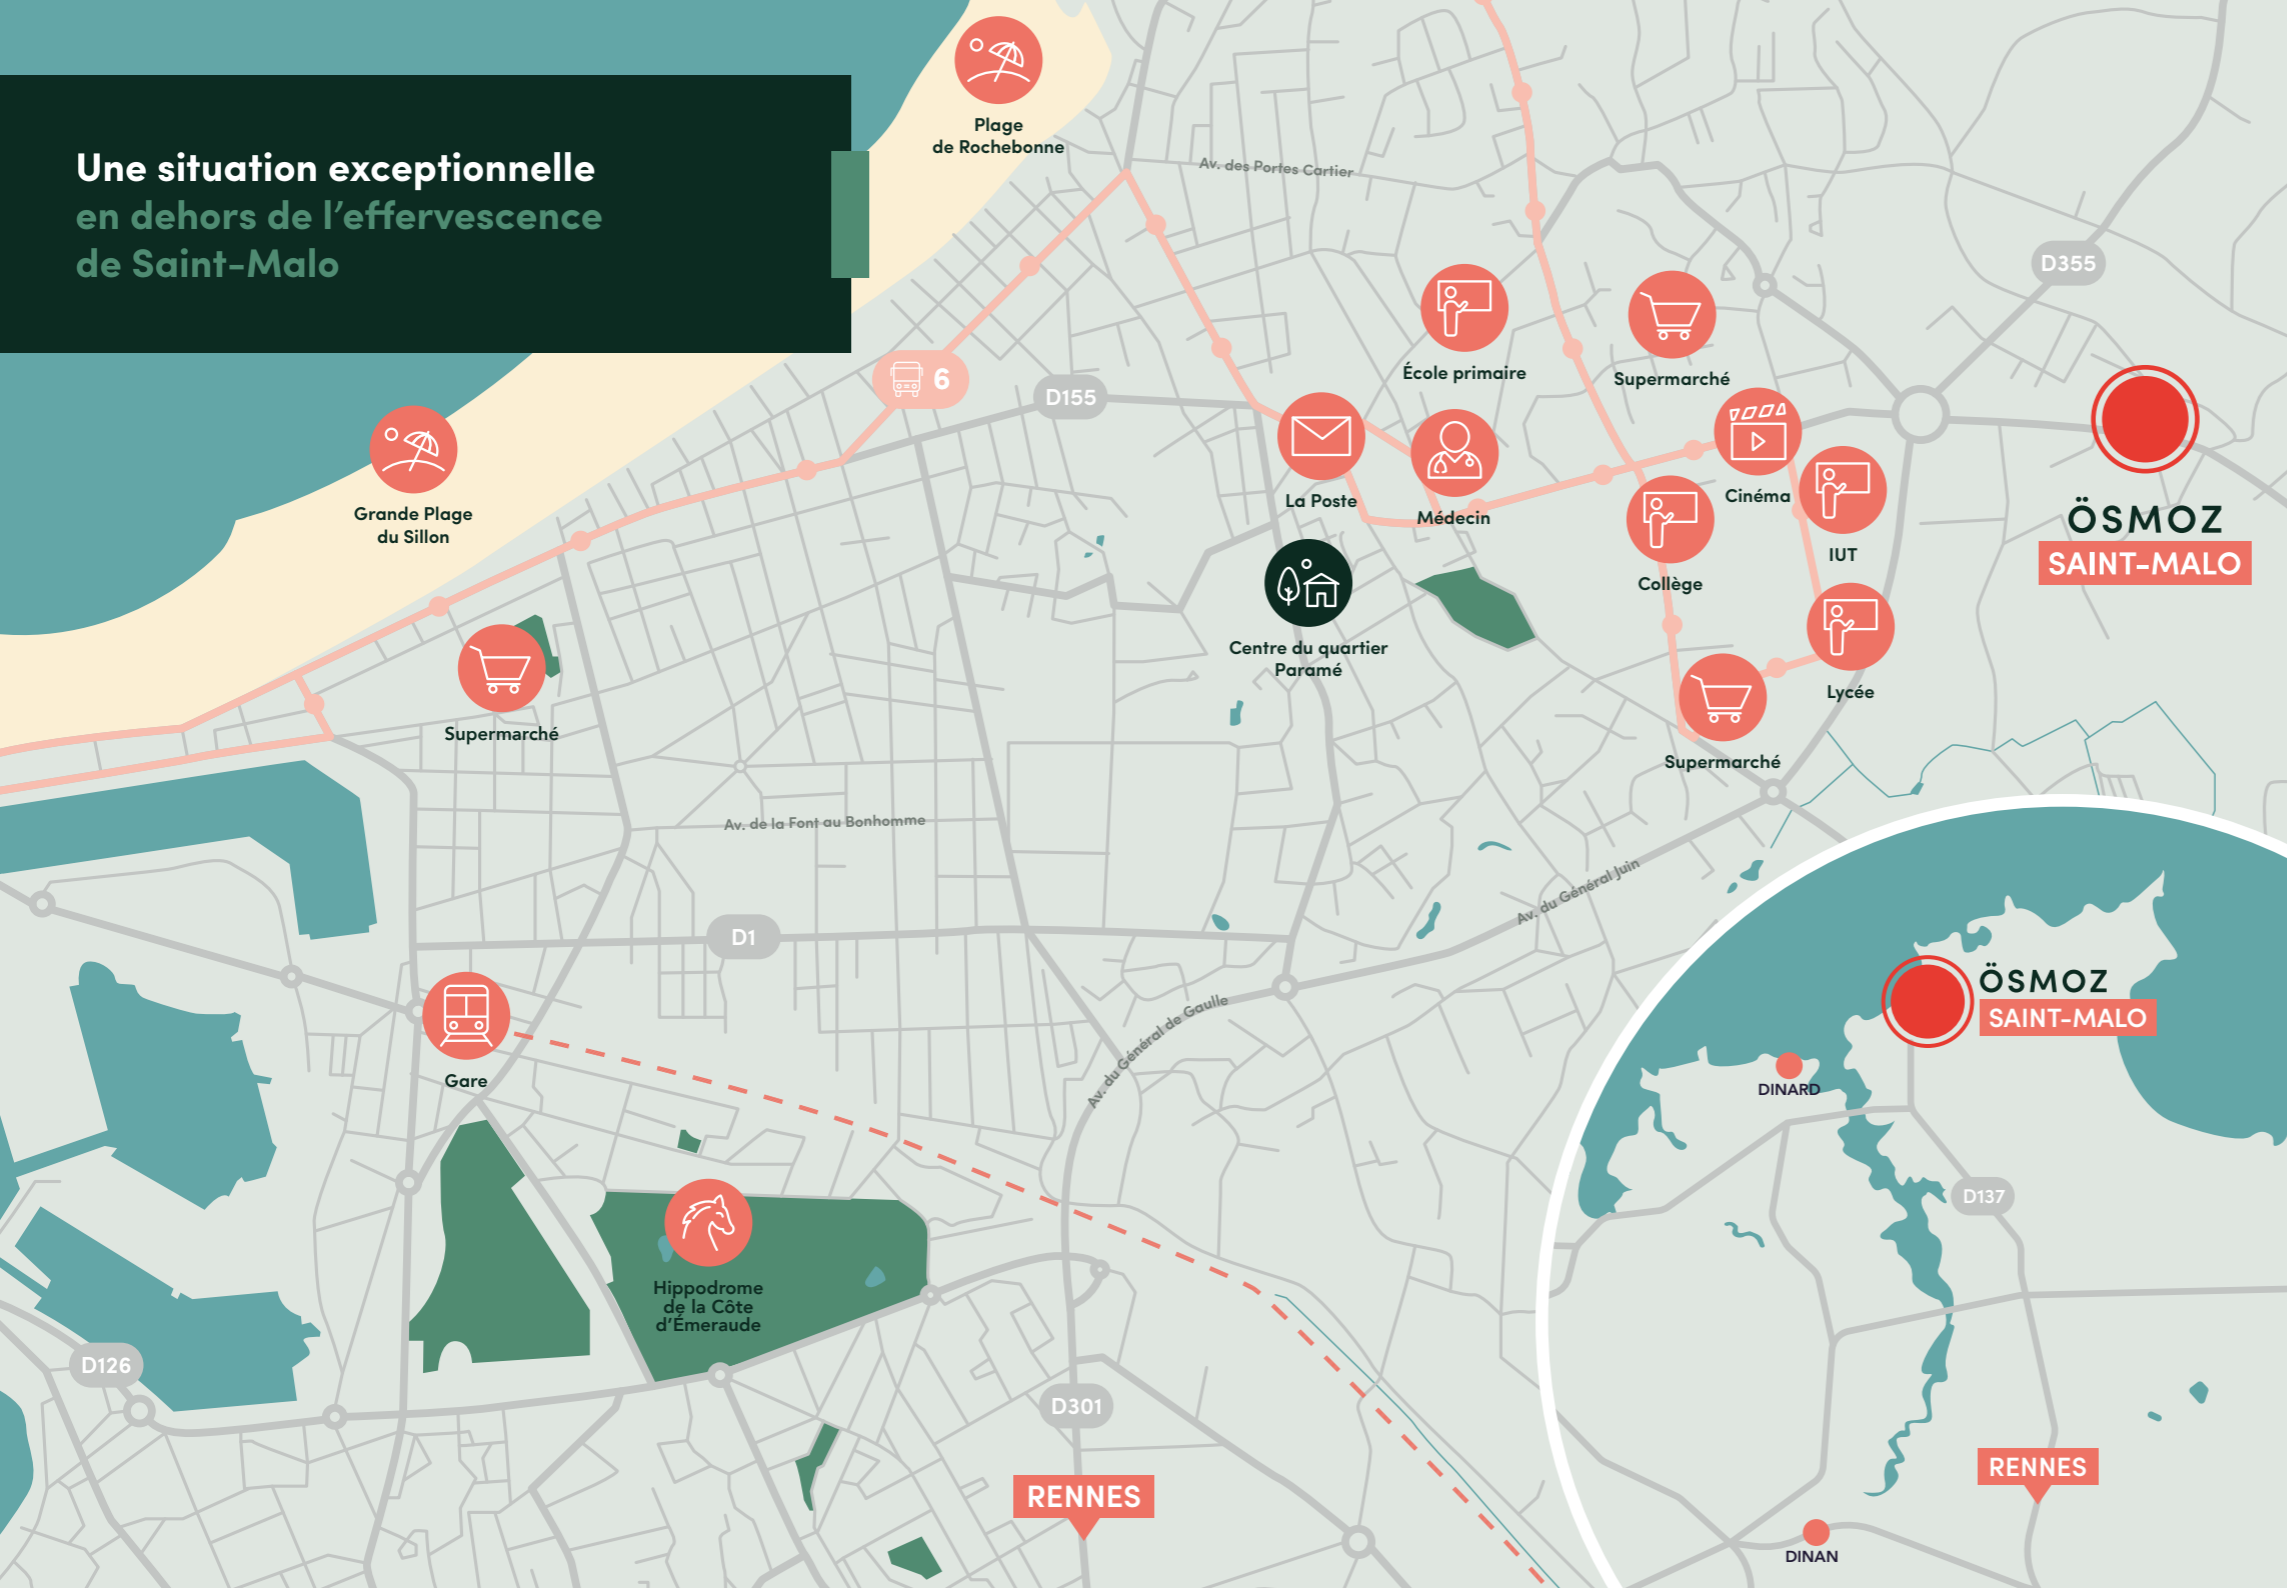 Une situation exceptionnelle
en dehors de l'effervescence
de Saint-Malo
Plage
de Rochebonne
Av. des Portes Cartier
D355
École primaire
Supermarché
6
D155
Grande Plage
du Sillon
La Poste
Médecin
Cinéma
IUT
Collège
ÖSMOZ
SAINT-MALO
Centre du quartier
Paramé
Lycée
Supermarché
Supermarché
Av. de la Font au Bonhomme
Av. du Général Juin
D1
Av. du Général de Gaulle
Gare
Hippodrome
de la Côte
d'Émeraude
D126
D301
RENNES
ÖSMOZ
SAINT-MALO
DINARD
D137
RENNES
DINAN